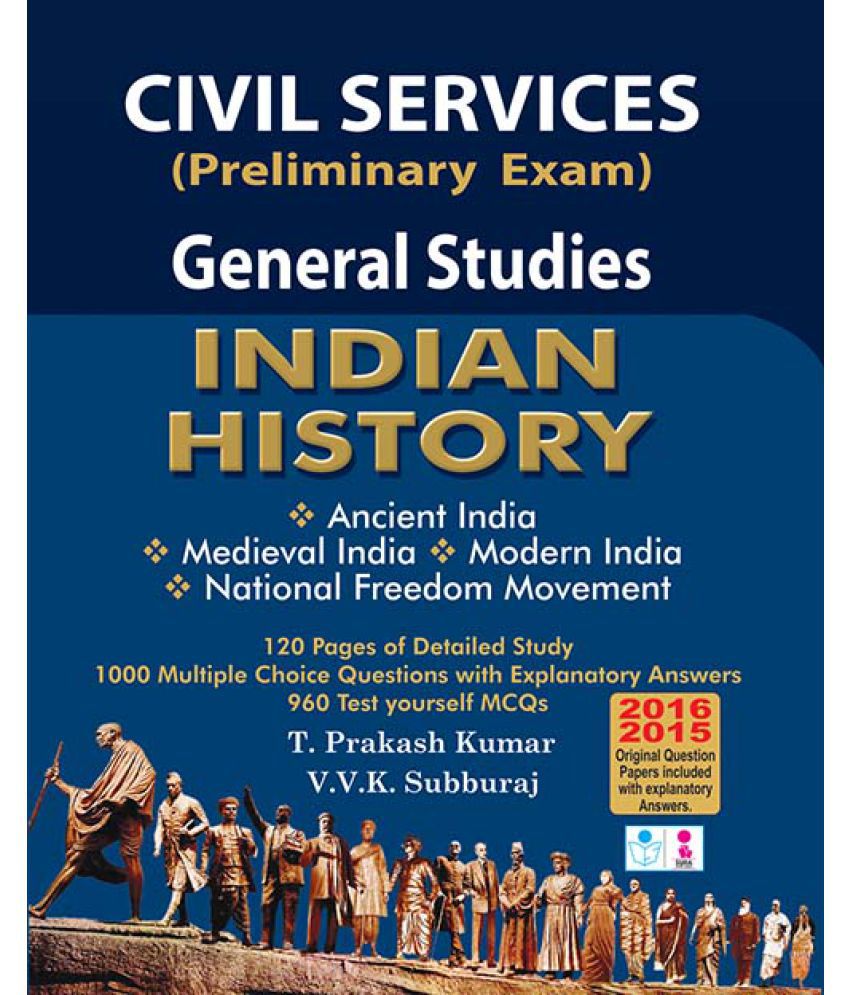 CIVIL SERVICES
(Preliminary Exam)
General Studies
INDIAN
HISTORY
❖ Ancient India
❖ Medieval India ❖ Modern India
❖ National Freedom Movement
120 Pages of Detailed Study
1000 Multiple Choice Questions with Explanatory Answers
960 Test yourself MCQs
T. Prakash Kumar
V.V.K. Subburaj
2016
2015
Original Question
Papers included
with explanatory
Answers.
SURA